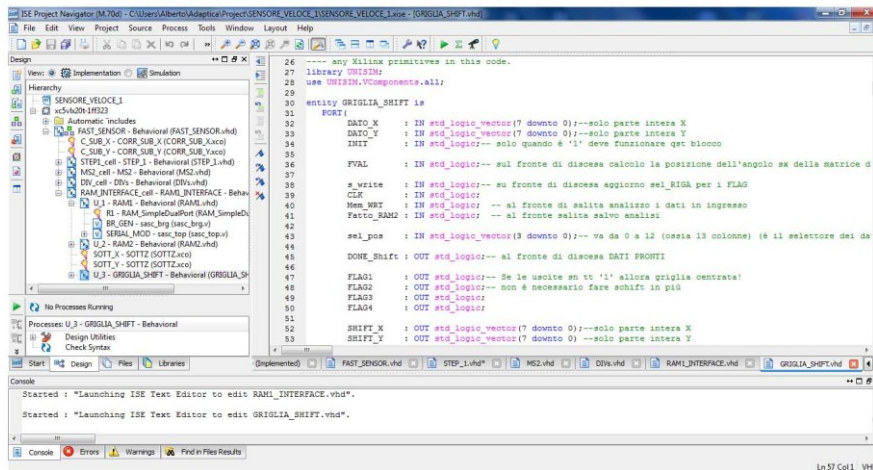 ISE Project Navigator (M.70d) - C:\Users\Alberto\Adaptica\Project\SENSORE_VELOCE_1\SENSORE_VELOCE_1.xise - [GRIGLIA_SHIFT.vhd]
File Edit View Project Source Process Tools Window Layout Help
Design
View: Implementation Simulation
Hierarchy
SENSORE_VELOCE_1
xc5vlx20t-1ff323
Automatic `includes
FAST_SENSOR - Behavioral (FAST_SENSOR.vhd)
C_SUB_X - CORR_SUB_X (CORR_SUB_X.xco)
C_SUB_Y - CORR_SUB_Y (CORR_SUB_Y.xco)
STEP1_cell - STEP_1 - Behavioral (STEP_1.vhd)
MS2_cell - MS2 - Behavioral (MS2.vhd)
DIV_cell - DIVs - Behavioral (DIVs.vhd)
RAM_INTERFACE_cell - RAM1_INTERFACE - Behav
U_1 - RAM1 - Behavioral (RAM1.vhd)
R1 - RAM_SimpleDualPort (RAM_SimpleDu
BR_GEN - sasc_brg (sasc_brg.v)
SERIAL_MOD - sasc_top (sasc_top.v)
U_2 - RAM2 - Behavioral (RAM2.vhd)
SOTT_X - SOTTZ (SOTTZ.xco)
SOTT_Y - SOTTZ (SOTTZ.xco)
U_3 - GRIGLIA_SHIFT - Behavioral (GRIGLIA_SH
No Processes Running
Processes: U_3 - GRIGLIA_SHIFT - Behavioral
Design Utilities
Check Syntax
Start Design Files Libraries
26 ---- any Xilinx primitives in this code.
27 library UNISIM;
28 use UNISIM.VComponents.all;
29
30 entity GRIGLIA_SHIFT is
31 PORT(
32 DATO_X : IN std_logic_vector(7 downto 0);--solo parte intera X
33 DATO_Y : IN std_logic_vector(7 downto 0);--solo parte intera Y
34 INIT : IN std_logic;-- solo quando è '1' deve funzionare qst blocco
35
36 FVAL : IN std_logic;-- sul fronte di discesa calcolo la posizione dell'angolo sx della matrice d
37
38 s_write : IN std_logic;-- su fronte di discesa aggiorno sel_RIGA per i FLAG
39 CLK : IN std_logic;
40 Mem_WRT : IN std_logic; -- al fronte di salita analizzo i dati in ingresso
41 Fatto_RAM2 : IN std_logic;-- al fronte salita salvo analisi
42
43 sel_pos : IN std_logic_vector(3 downto 0);-- va da 0 a 12 (ossia 13 colonne) (è il selettore dei da
44
45 DONE_Shift : OUT std_logic;-- al fronte di discesa DATI PRONTI
46
47 FLAG1 : OUT std_logic;-- Se le uscite sn tt '1' allora griglia centrata!
48 FLAG2 : OUT std_logic;-- non è necessario fare schift in più
49 FLAG3 : OUT std_logic;
50 FLAG4 : OUT std_logic;
51
52 SHIFT_X : OUT std_logic_vector(7 downto 0);--solo parte intera X
53 SHIFT_Y : OUT std_logic_vector(7 downto 0) --solo parte intera Y
(Implemented) FAST_SENSOR.vhd STEP_1.vhd* MS2.vhd DIVs.vhd RAM1_INTERFACE.vhd GRIGLIA_SHIFT.vhd
Console
Started : "Launching ISE Text Editor to edit RAM1_INTERFACE.vhd".
Started : "Launching ISE Text Editor to edit GRIGLIA_SHIFT.vhd".
Console Errors Warnings Find in Files Results
Ln 57 Col 1 VH